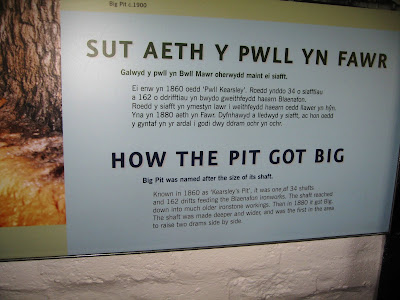 Big Pit c.1900
SUT AETH Y PWLL YN FAWR
Galwyd y pwll yn Bwll Mawr oherwydd maint ei siafft.
Ei enw yn 1860 oedd 'Pwll Kearsley'. Roedd ynddo 34 o siafftiau
a 162 o ddrifftiau yn bwydo gweithfeydd haearn Blaenafon.
Roedd y siafft yn ymestyn lawr i weithfeydd haearn oedd llawer yn hŷn.
Yna yn 1880 aeth yn Fawr. Dyfnhawyd a lledwyd y siafft, ac hon oedd
y gyntaf yn yr ardal i godi dwy ddram ochr yn ochr.
HOW THE PIT GOT BIG
Big Pit was named after the size of its shaft.
Known in 1860 as 'Kearsley's Pit', it was one of 34 shafts
and 162 drifts feeding the Blaenafon ironworks. The shaft reached
down into much older ironstone workings. Then in 1880 it got Big.
The shaft was made deeper and wider, and was the first in the area
to raise two drams side by side.